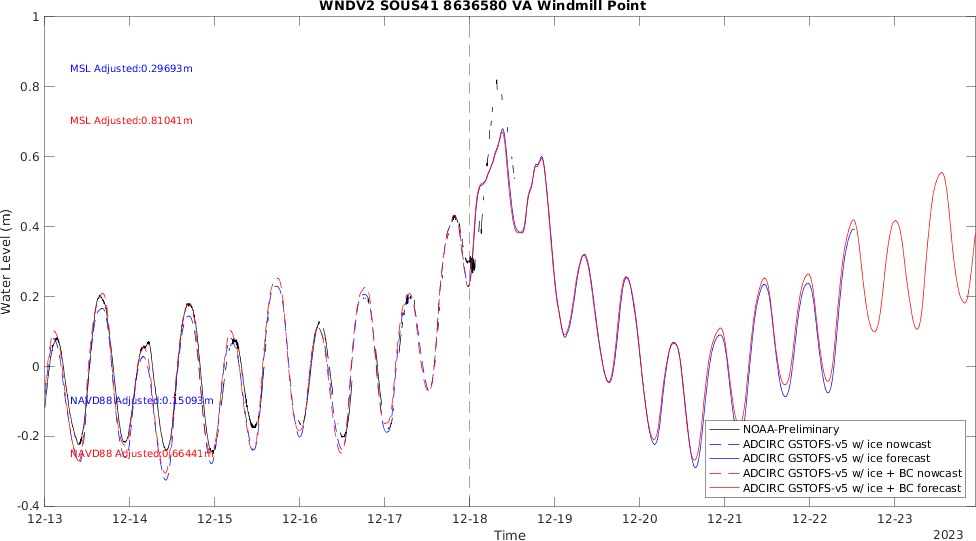 WNDV2 SOUS41 8636580 VA Windmill Point
1
0.8
0.6
0.4
0.2
0
-0.2
-0.4
Water Level (m)
MSL Adjusted:0.29693m
MSL Adjusted:0.81041m
NAVD88 Adjusted:0.15093m
NAVD88 Adjusted:0.66441m
NOAA-Preliminary
ADCIRC GSTOFS-v5 w/ ice nowcast
ADCIRC GSTOFS-v5 w/ ice forecast
ADCIRC GSTOFS-v5 w/ ice + BC nowcast
ADCIRC GSTOFS-v5 w/ ice + BC forecast
12-13 12-14 12-15 12-16 12-17 12-18 12-19 12-20 12-21 12-22 12-23
Time
2023